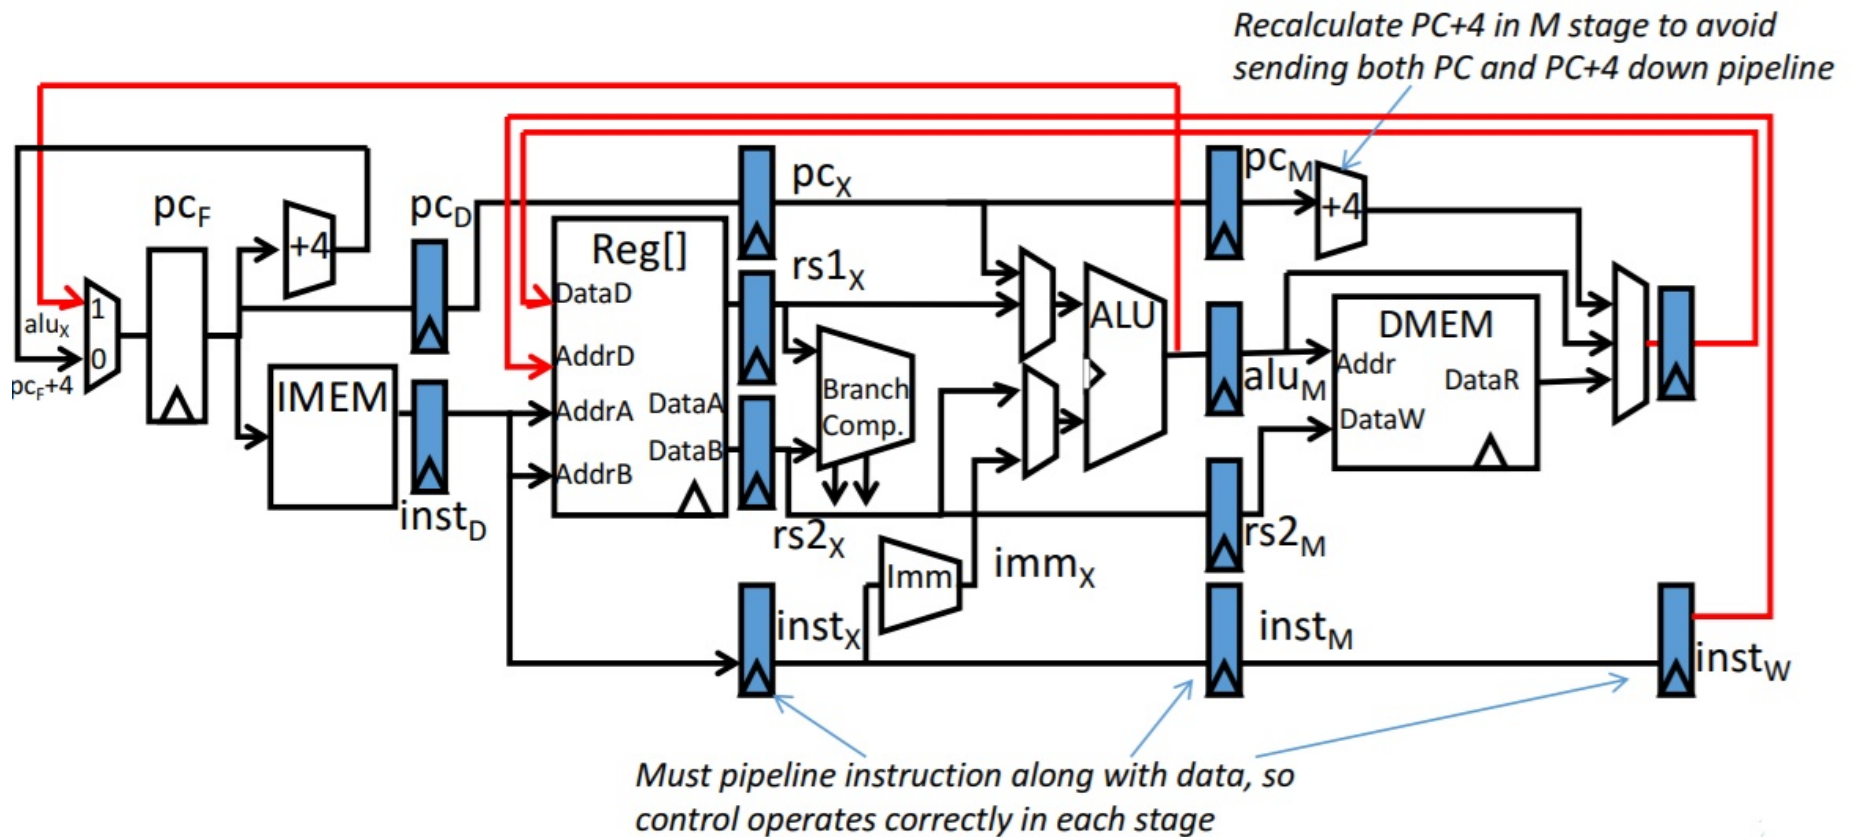 Recalculate PC+4 in M stage to avoid
sending both PC and PC+4 down pipeline
pcF
+4
pcD
pcX
pcM
+4
Reg[]
rs1X
DataD
1
aluX
0
pcF+4
ALU
DMEM
AddrD
Addr
aluM
DataR
IMEM
Branch
Comp.
AddrA
DataA
DataW
DataB
AddrB
instD
rs2X
rs2M
Imm
immX
instX
instM
instW
Must pipeline instruction along with data, so
control operates correctly in each stage